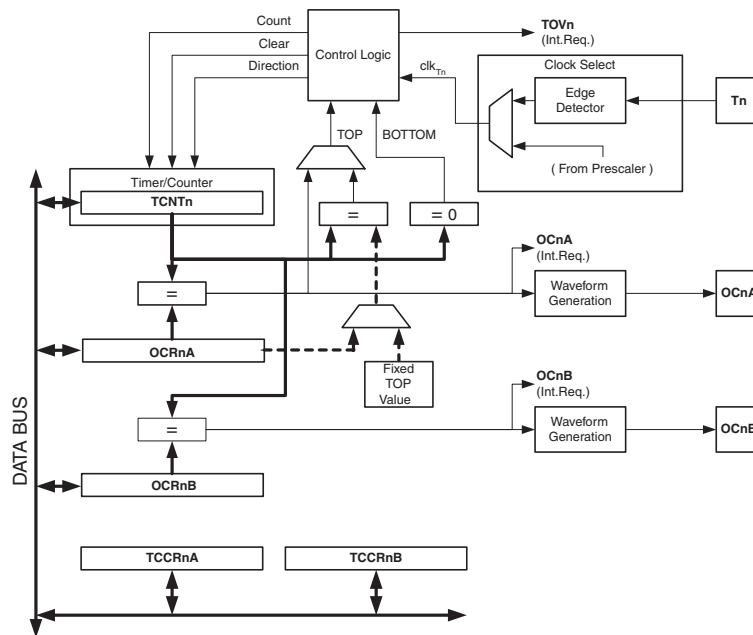 Count
Clear
Direction
Control Logic
TOVn
(Int.Req.)
clkTn
Clock Select
Edge
Detector
Tn
( From Prescaler )
TOP
BOTTOM
Timer/Counter
TCNTn
=
= 0
OCnA
(Int.Req.)
=
Waveform
Generation
OCnA
OCRnA
Fixed
TOP
Value
OCnB
(Int.Req.)
=
Waveform
Generation
OCnB
OCRnB
DATA BUS
TCCRnA
TCCRnB